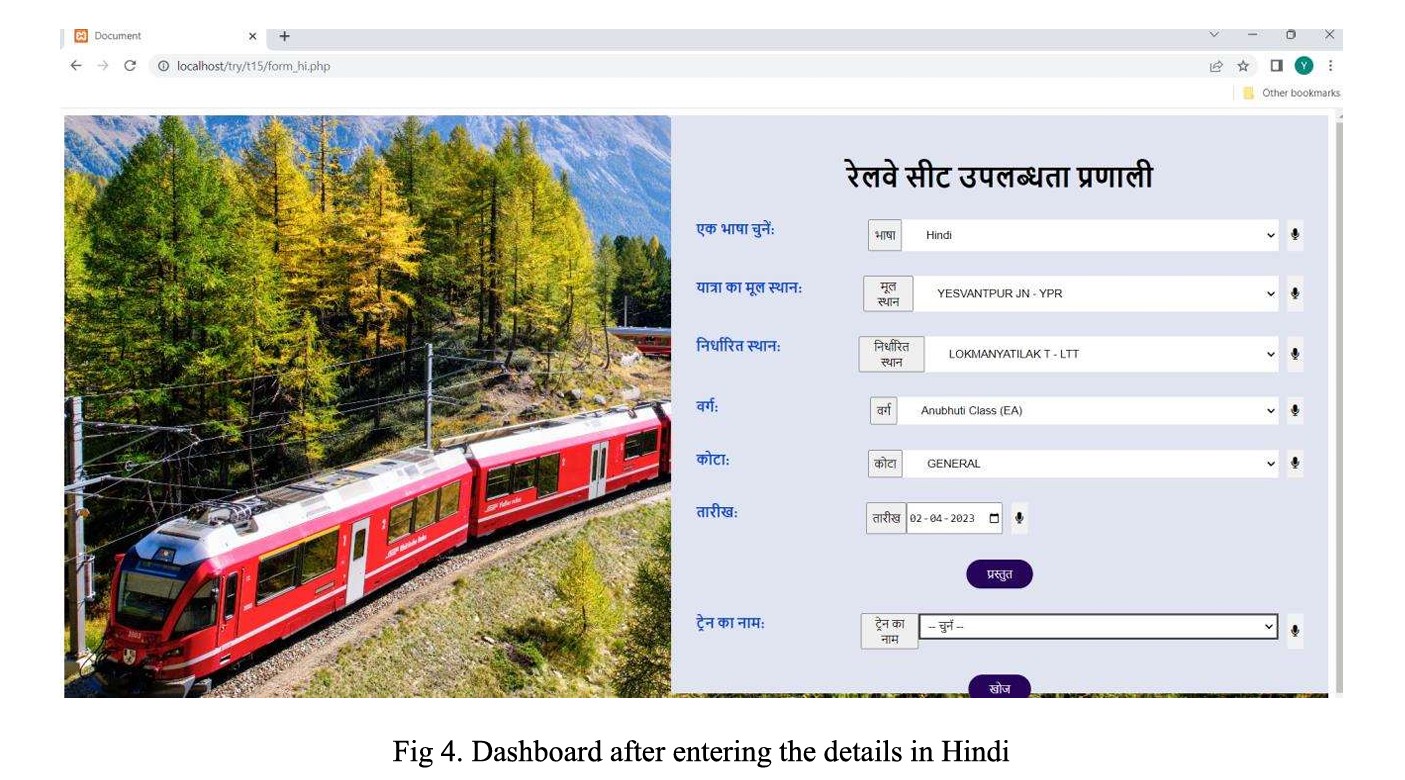 Document
localhost/try/t15/form_hi.php
Y
Other bookmarks
रेलवे सीट उपलब्धता प्रणाली
एक भाषा चुनें:
भाषा Hindi
यात्रा का मूल स्थान:
मूल
स्थान
YESVANTPUR JN - YPR
निर्धारित स्थान:
निर्धारित
स्थान
LOKMANYATILAK T - LTT
वर्ग:
वर्ग Anubhuti Class (EA)
कोटा:
कोटा GENERAL
तारीख:
तारीख 02-04-2023
प्रस्तुत
ट्रेन का नाम:
ट्रेन का
नाम
-- चुनें --
खोज
Fig 4. Dashboard after entering the details in Hindi